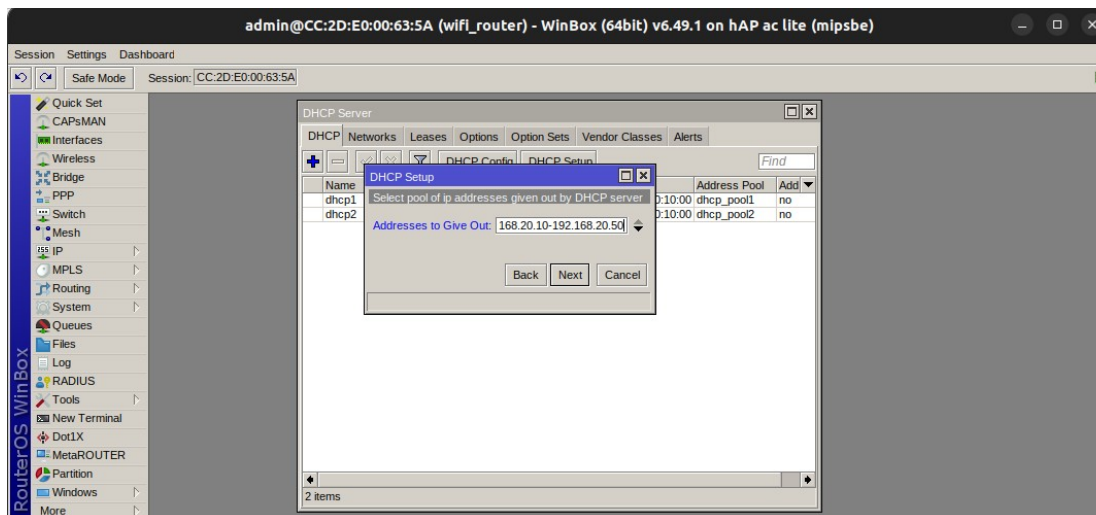 admin@CC:2D:E0:00:63:5A (wifi_router) - WinBox (64bit) v6.49.1 on hAP ac lite (mipsbe)
Session Settings Dashboard
Safe Mode Session: CC:2D:E0:00:63:5A
Quick Set
CAPsMAN
Interfaces
Wireless
Bridge
PPP
Switch
Mesh
IP
MPLS
Routing
System
Queues
Files
Log
RADIUS
Tools
New Terminal
Dot1X
MetaROUTER
Partition
Windows
More
RouterOS WinBox
DHCP Server
DHCP Networks Leases Options Option Sets Vendor Classes Alerts
DHCP Config DHCP Setup Find
Name Address Pool Add
dhcp1 0:10:00 dhcp_pool1 no
dhcp2 0:10:00 dhcp_pool2 no
DHCP Setup
Select pool of ip addresses given out by DHCP server
Addresses to Give Out: 168.20.10-192.168.20.50
Back Next Cancel
2 items